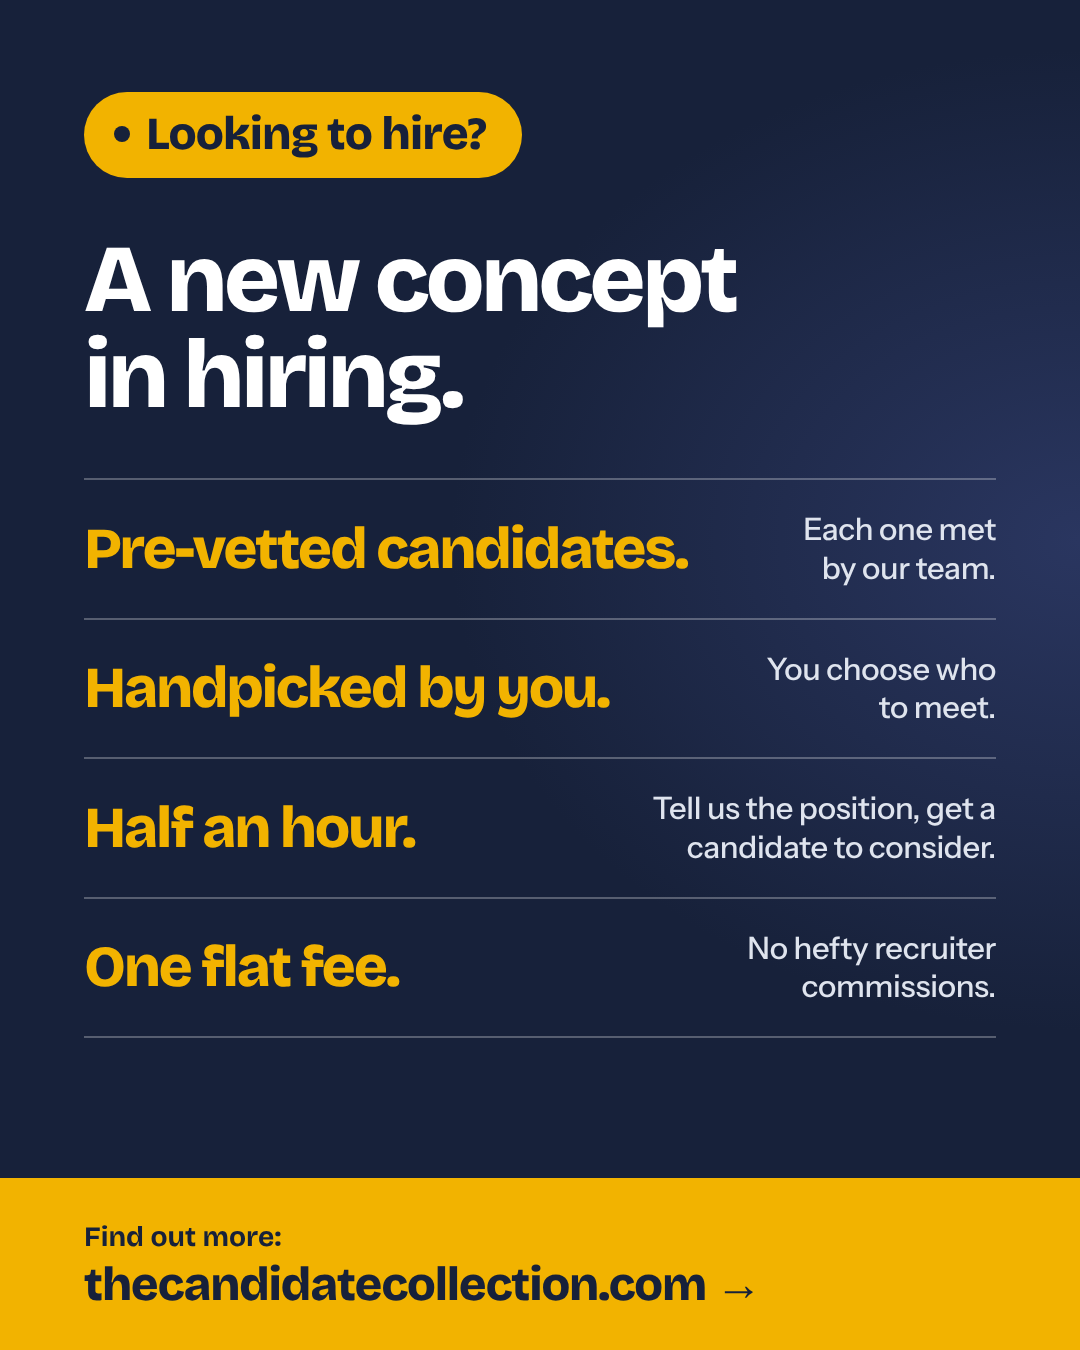 • Looking to hire?
A new concept
in hiring.
Pre-vetted candidates.
Each one met
by our team.
Handpicked by you.
You choose who
to meet.
Half an hour.
Tell us the position, get a
candidate to consider.
One flat fee.
No hefty recruiter
commissions.
Find out more:
thecandidatecollection.com →